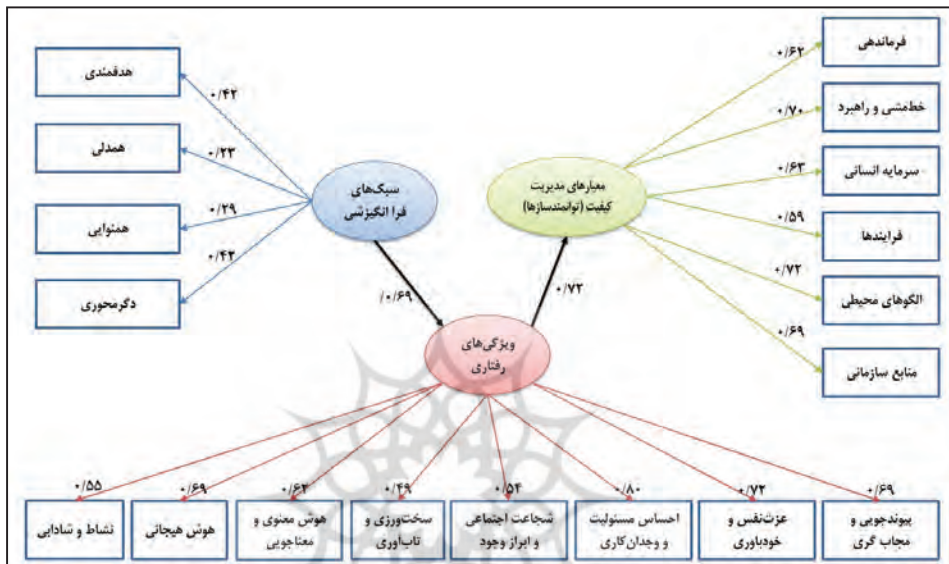 فرماندهی
۰/۶۲
خط‌مشی و راهبرد
۰/۷۰
سرمایه انسانی
۰/۶۳
فرایندها
۰/۵۹
الگوهای محیطی
۰/۷۲
منابع سازمانی
۰/۶۹
معیارهای مدیریت
کیفیت (توانمندسازها)
هدفمندی
۰/۴۲
همدلی
۰/۲۳
همنوایی
۰/۲۹
دگرمحوری
۰/۴۲
سبک‌های
فرا انگیزشی
/۰/۶۹
۰/۷۲
ویژگی‌های
رفتاری
۰/۶۹
پیوندجویی و
مجاب گری
۰/۷۲
عزت‌نفس و
خودباوری
۰/۸۰
احساس مسئولیت
و وجدان‌کاری
۰/۵۴
شجاعت اجتماعی
و ابراز وجود
۰/۴۹
سخت‌ورزی و
تاب‌آوری
۰/۶۲
هوش معنوی و
معناجویی
۰/۶۹
هوش هیجانی
۰/۵۵
نشاط و شادابی